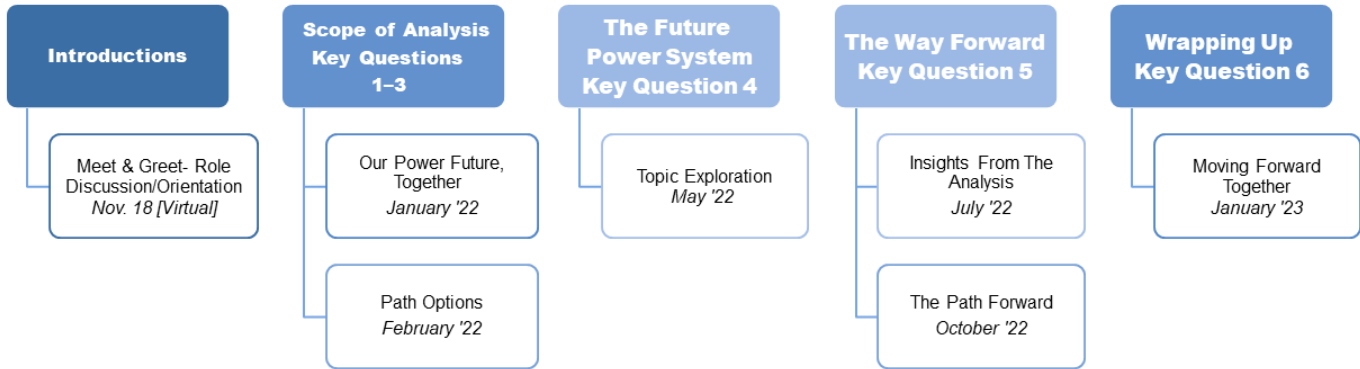 Introductions
Meet & Greet- Role
Discussion/Orientation
Nov. 18 [Virtual]
Scope of Analysis
Key Questions
1–3
Our Power Future,
Together
January '22
Path Options
February '22
The Future
Power System
Key Question 4
Topic Exploration
May '22
The Way Forward
Key Question 5
Insights From The
Analysis
July '22
The Path Forward
October '22
Wrapping Up
Key Question 6
Moving Forward
Together
January '23